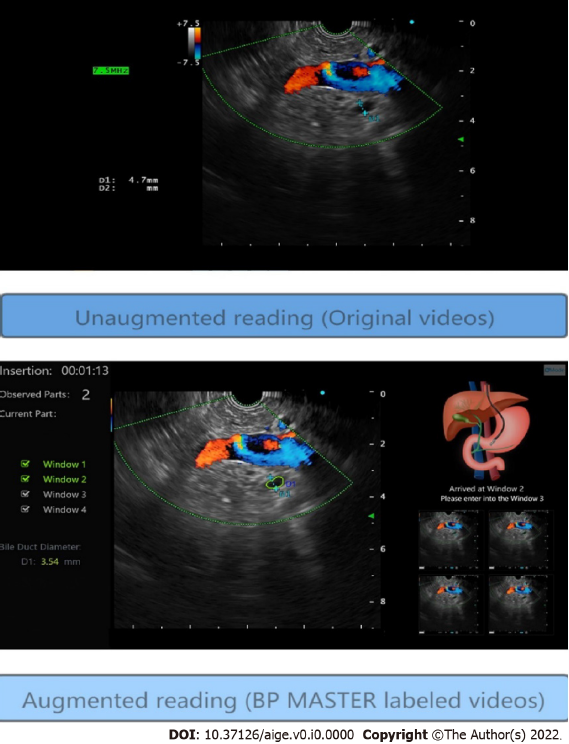 +7.5
-7.5
7.5MHz
0
2
4
6
8
D1: 4.7mm
D2: mm
Unaugmented reading (Original videos)
Insertion: 00:01:13
Observed Parts: 2
Current Part:
Window 1
Window 2
Window 3
Window 4
Bile Duct Diameter:
D1: 3.54 mm
0
2
4
6
8
D1
Arrived at Window 2
Please enter into the Window 3
Augmented reading (BP MASTER labeled videos)
DOI: 10.37126/aige.v0.i0.0000 Copyright ©The Author(s) 2022.